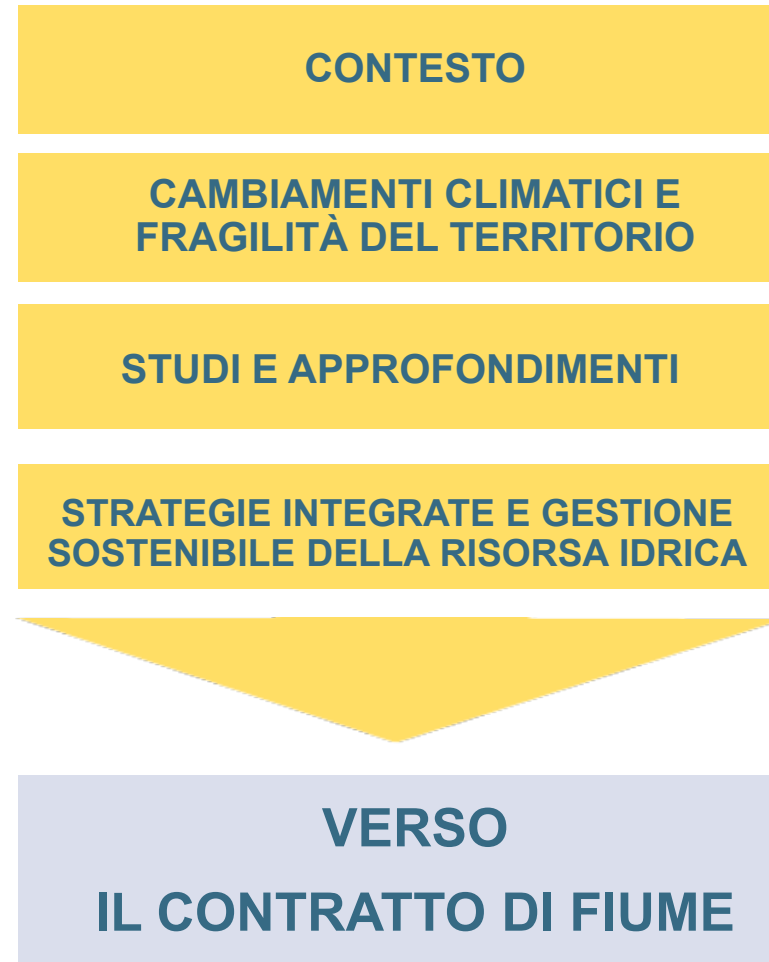 CONTESTO
CAMBIAMENTI CLIMATICI E
FRAGILITÀ DEL TERRITORIO
STUDI E APPROFONDIMENTI
STRATEGIE INTEGRATE E GESTIONE
SOSTENIBILE DELLA RISORSA IDRICA
VERSO
IL CONTRATTO DI FIUME